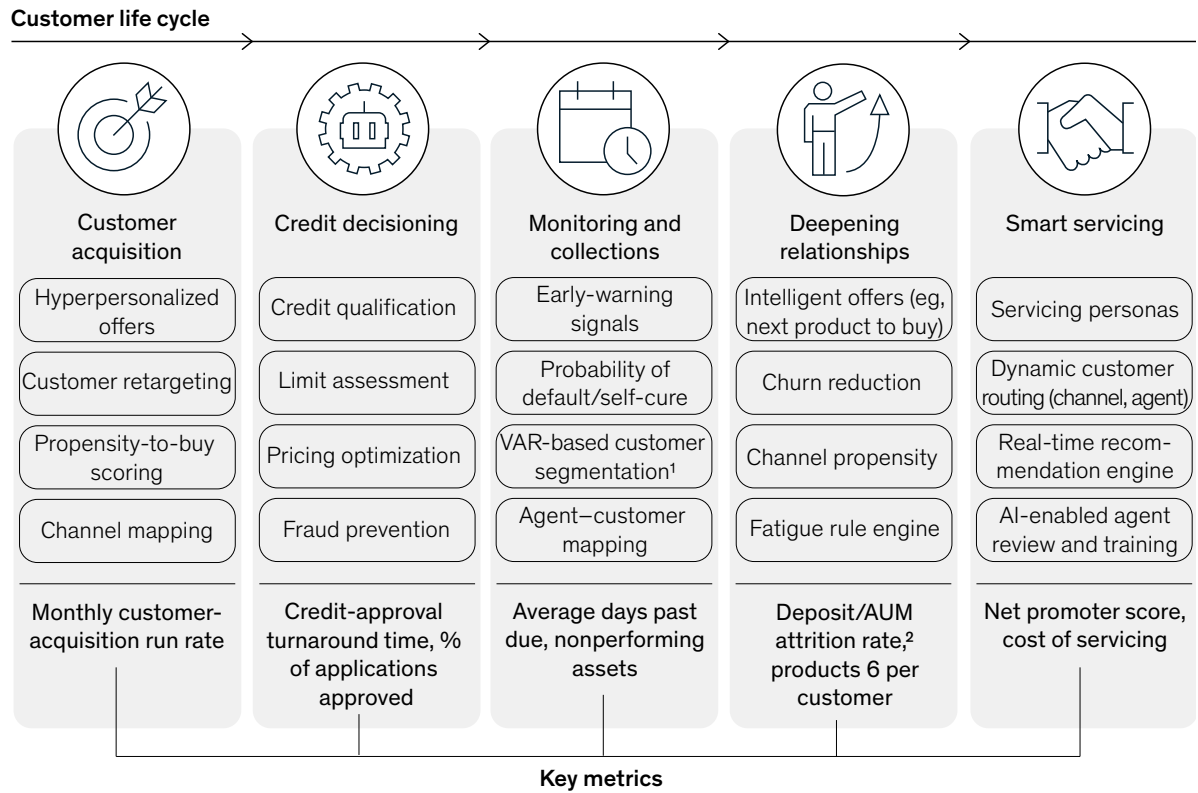 Customer life cycle
Customer
acquisition
Hyperpersonalized
offers
Customer retargeting
Propensity-to-buy
scoring
Channel mapping
Monthly customer-
acquisition run rate
Credit decisioning
Credit qualification
Limit assessment
Pricing optimization
Fraud prevention
Credit-approval
turnaround time, %
of applications
approved
Monitoring and
collections
Early-warning
signals
Probability of
default/self-cure
VAR-based customer
segmentation¹
Agent–customer
mapping
Average days past
due, nonperforming
assets
Deepening
relationships
Intelligent offers (eg,
next product to buy)
Churn reduction
Channel propensity
Fatigue rule engine
Deposit/AUM
attrition rate,²
products 6 per
customer
Smart servicing
Servicing personas
Dynamic customer
routing (channel, agent)
Real-time recom-
mendation engine
AI-enabled agent
review and training
Net promoter score,
cost of servicing
Key metrics